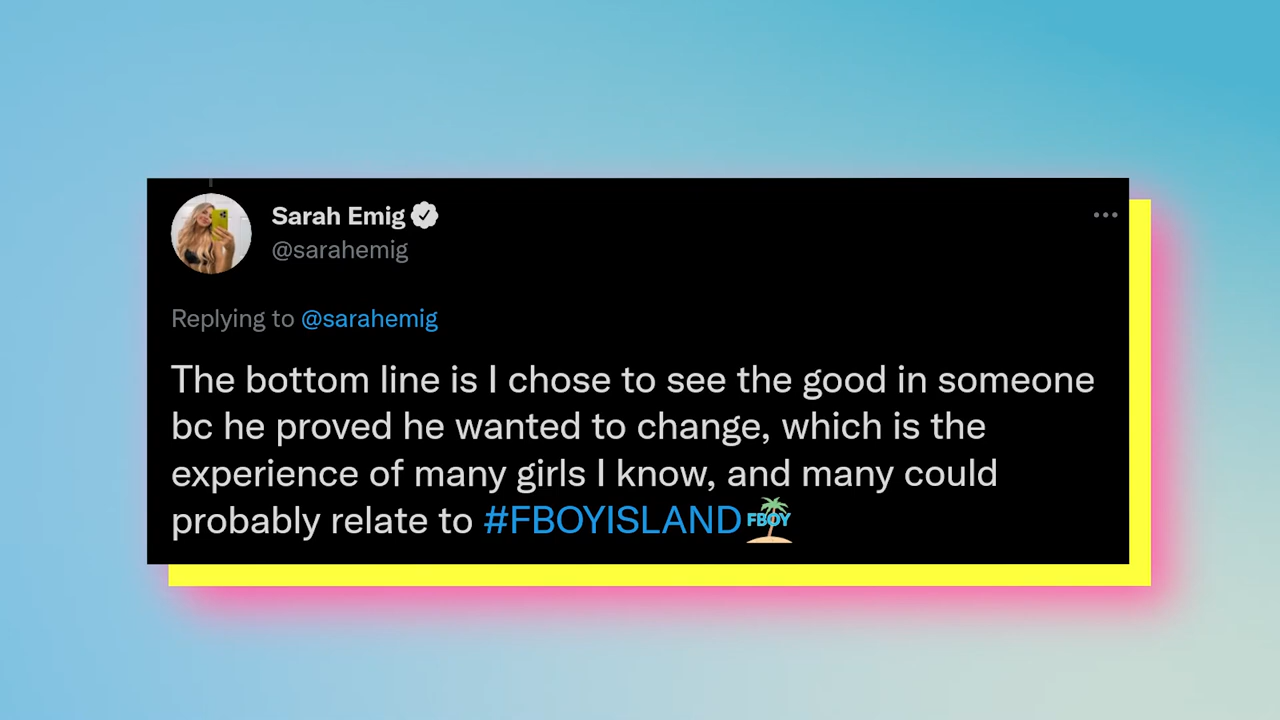 Sarah Emig
@sarahemig
Replying to @sarahemig
The bottom line is I chose to see the good in someone
bc he proved he wanted to change, which is the
experience of many girls I know, and many could
probably relate to #FBOYISLAND FBOY